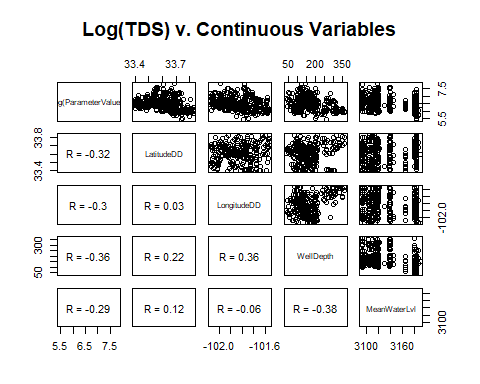 Log(TDS) v. Continuous Variables
33.4 33.7 50 200 350
g(ParameterValue 5.5 7.5
33.4 33.8 R = -0.32 LatitudeDD
R = -0.3 R = 0.03 LongitudeDD -102.0
50 300 R = -0.36 R = 0.22 R = 0.36 WellDepth
R = -0.29 R = 0.12 R = -0.06 R = -0.38 MeanWaterLvl 3100
5.5 6.5 7.5 -102.0 -101.6 3100 3160